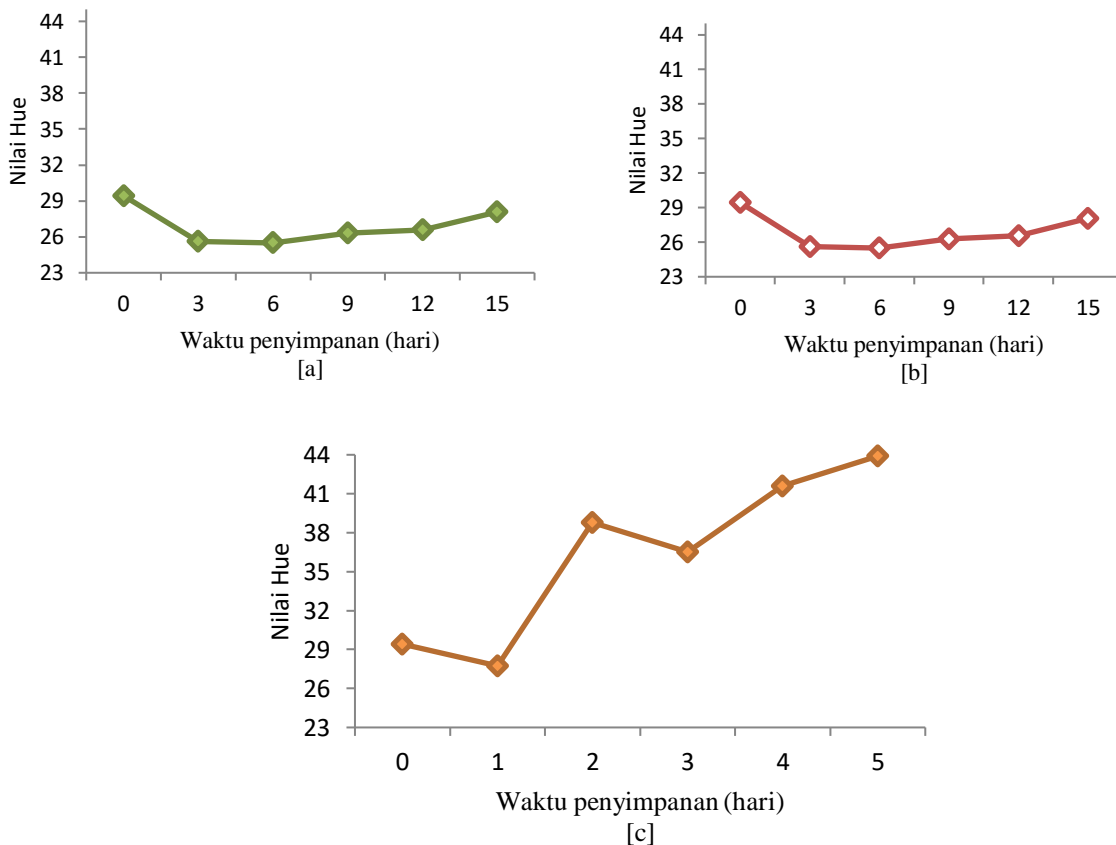 44
41
38
35
32
29
26
23
Nilai Hue
0 3 6 9 12 15
Waktu penyimpanan (hari)
[a]
44
41
38
35
32
29
26
23
Nilai Hue
0 3 6 9 12 15
Waktu penyimpanan (hari)
[b]
44
41
38
35
32
29
26
23
Nilai Hue
0 1 2 3 4 5
Waktu penyimpanan (hari)
[c]